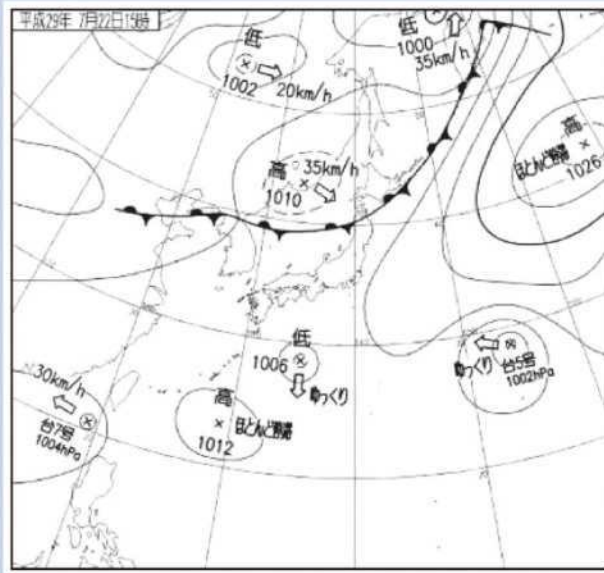 平成29年 7月22日15時
低
1002
20km/h
低
1000
35km/h
高
ほとんど停滞
1026
高
35km/h
1010
低
1006
ゆっくり
ゆっくり
台5号
1002hPa
30km/h
台7号
1004hPa
高
ほとんど停滞
1012